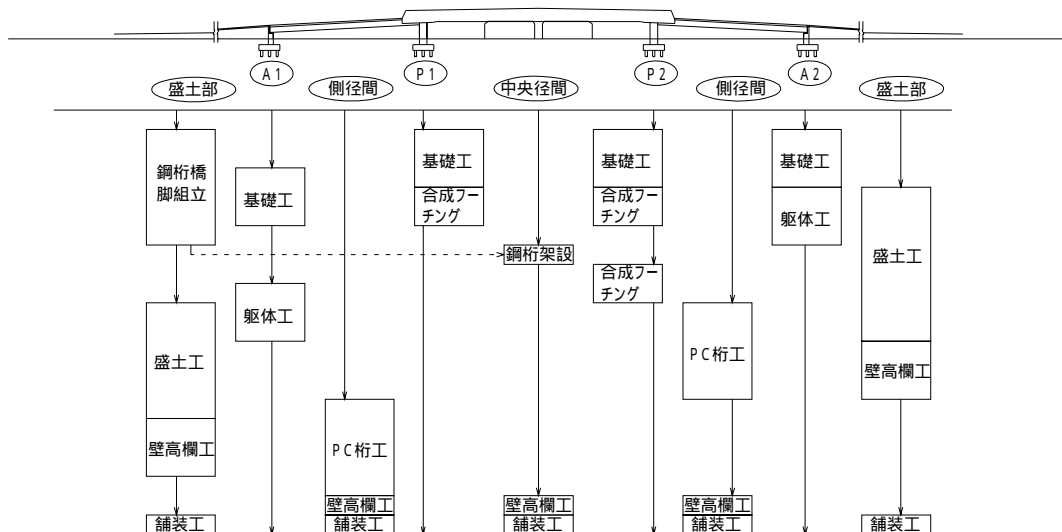 A1
P1
P2
A2
盛土部
側径間
中央径間
側径間
盛土部
鋼桁橋
脚組立
盛土工
壁高欄工
舗装工
基礎工
躯体工
PC桁工
壁高欄工
舗装工
基礎工
合成フー
チング
鋼桁架設
壁高欄工
舗装工
基礎工
合成フー
チング
合成フー
チング
PC桁工
壁高欄工
舗装工
基礎工
躯体工
盛土工
壁高欄工
舗装工